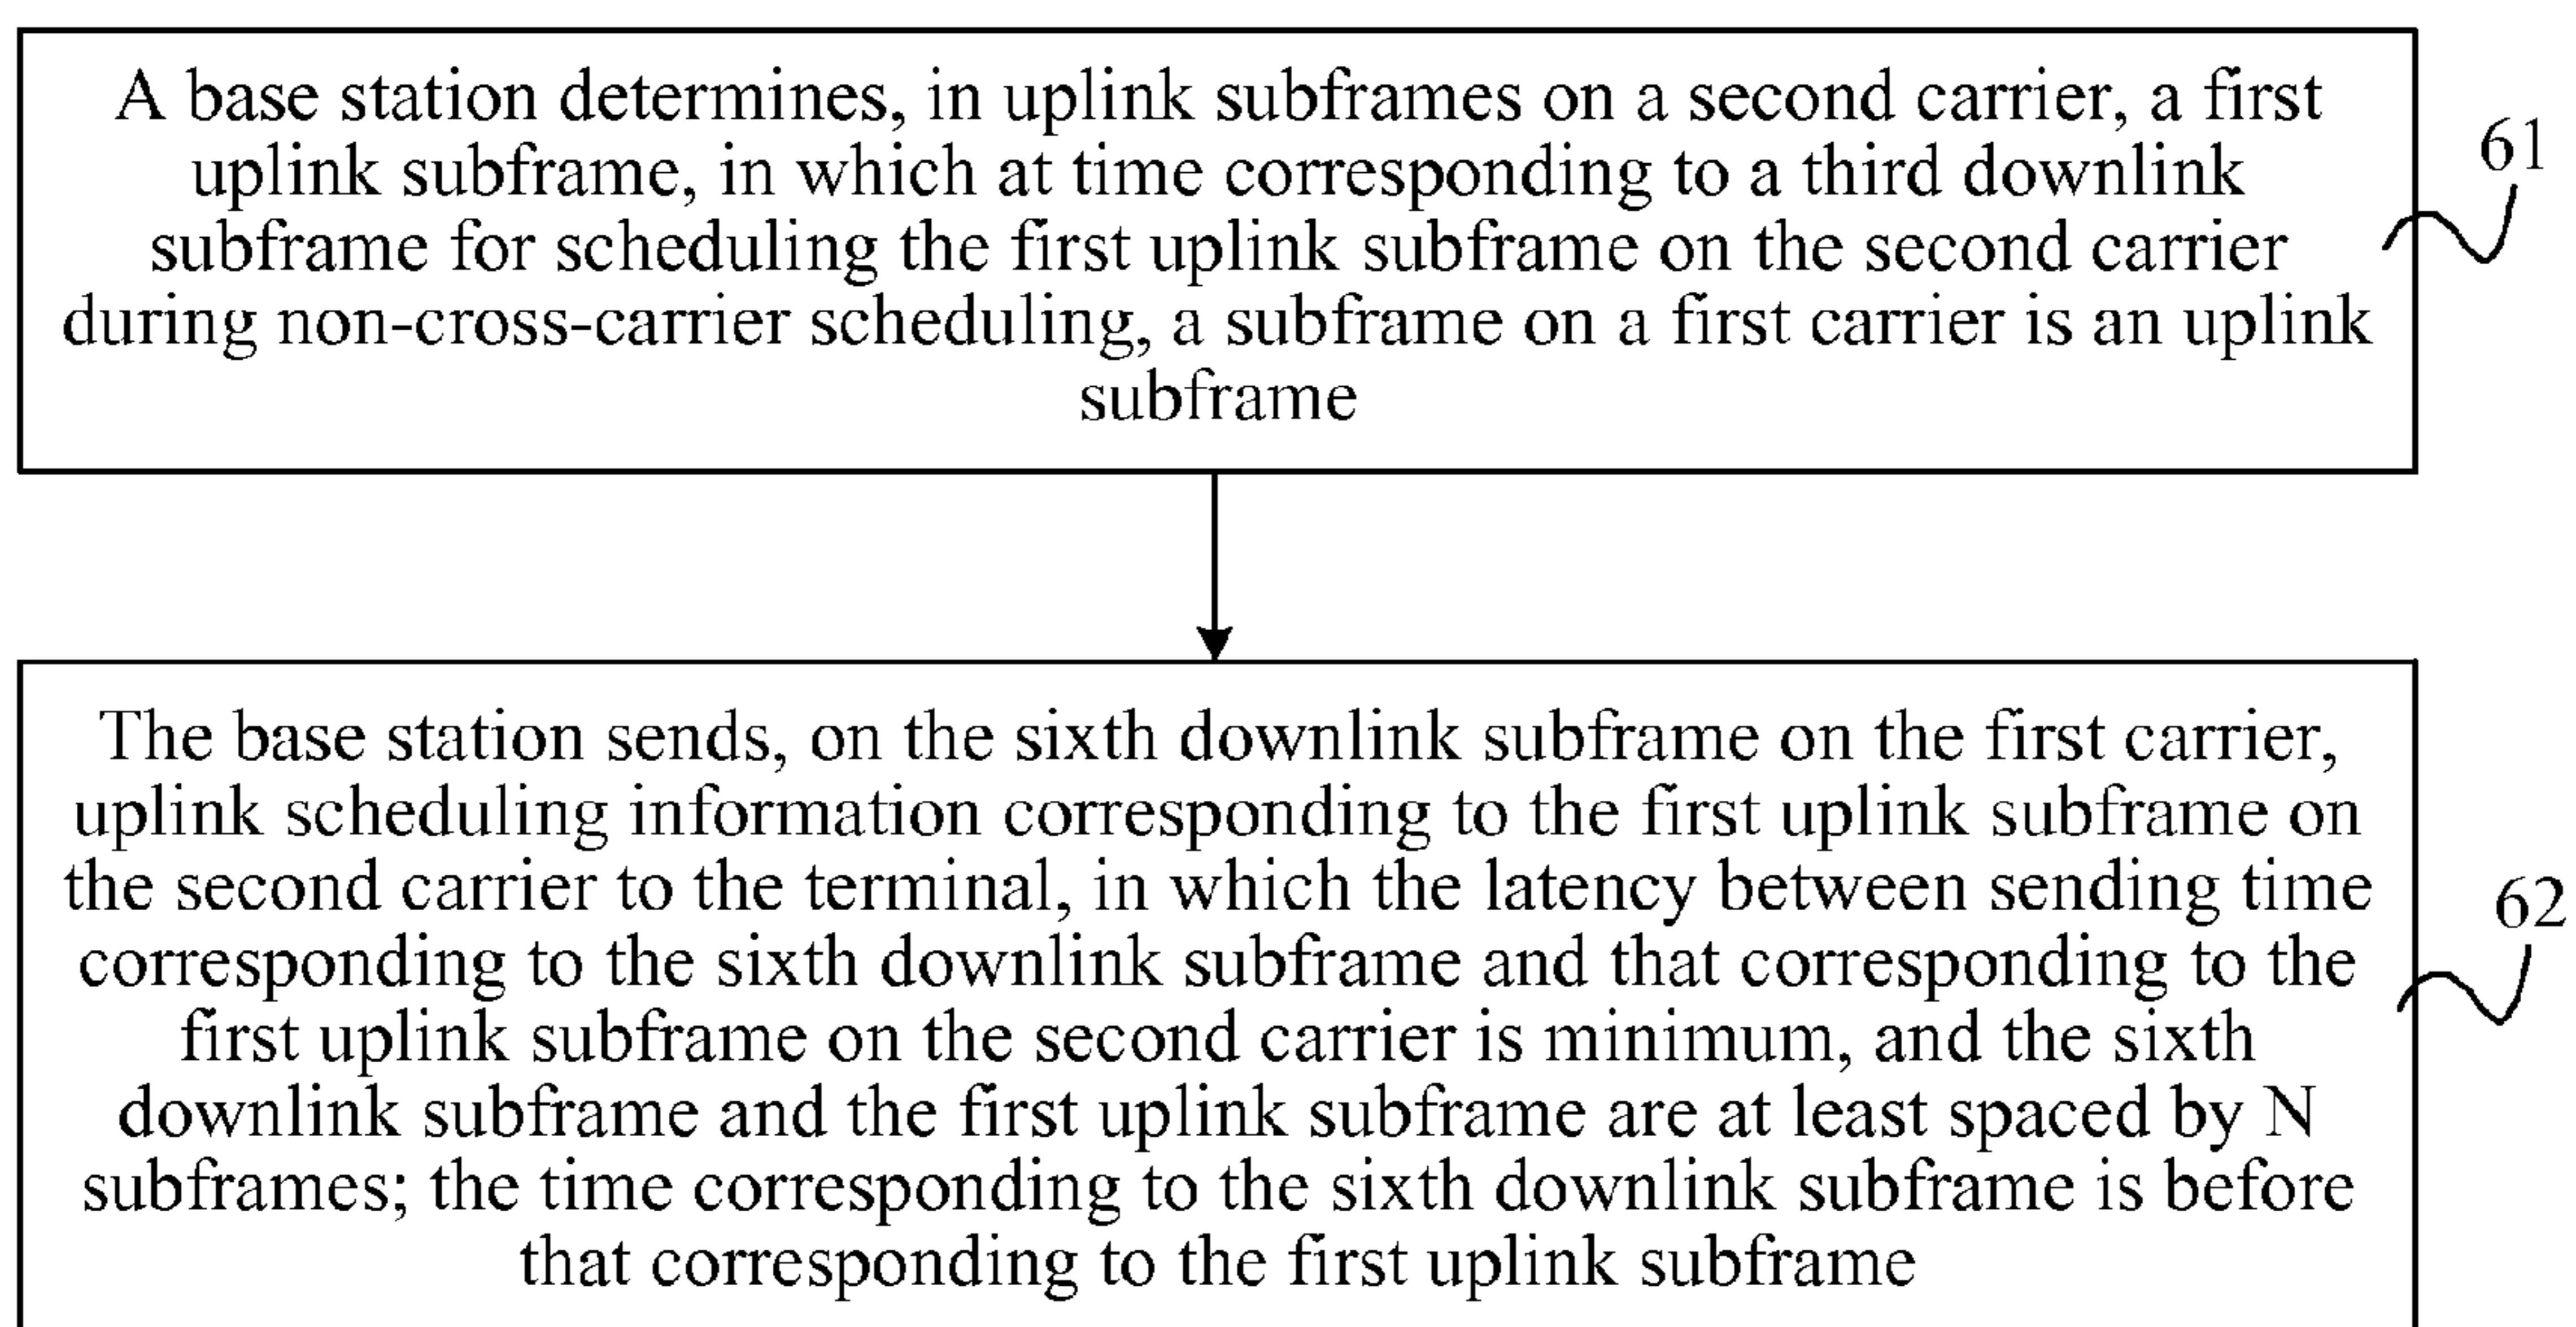 A base station determines, in uplink subframes on a second carrier, a first
uplink subframe, in which at time corresponding to a third downlink
subframe for scheduling the first uplink subframe on the second carrier
during non-cross-carrier scheduling, a subframe on a first carrier is an uplink
subframe
61
The base station sends, on the sixth downlink subframe on the first carrier,
uplink scheduling information corresponding to the first uplink subframe on
the second carrier to the terminal, in which the latency between sending time
corresponding to the sixth downlink subframe and that corresponding to the
first uplink subframe on the second carrier is minimum, and the sixth
downlink subframe and the first uplink subframe are at least spaced by N
subframes; the time corresponding to the sixth downlink subframe is before
that corresponding to the first uplink subframe
62